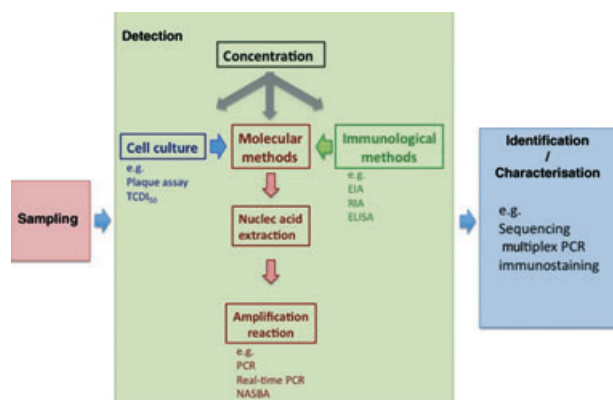 Detection
Concentration
Cell culture
e.g.
Plaque assay
TCDI₅₀
Molecular
methods
Immunological
methods
e.g.
EIA
RIA
ELISA
Nuclec acid
extraction
Amplification
reaction
e.g.
PCR
Real-time PCR
NASBA
Sampling
Identification
/
Characterisation
e.g.
Sequencing
multiplex PCR
immunostaining